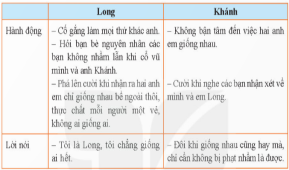 Long
Khánh
Hành động
– Cố gắng làm mọi thứ khác anh.
– Hỏi bạn bè nguyên nhân các
bạn không nhầm lẫn khi cổ vũ
mình và anh Khánh.
– Phá lên cười khi nhận ra hai anh
em chỉ giống nhau bề ngoài thôi,
thực chất mỗi người một vẻ,
không ai giống ai.
– Không bận tâm đến việc hai anh
em giống nhau.
– Cười khi nghe các bạn nhận xét về
mình và em Long.
Lời nói
– Tôi là Long, tôi chẳng giống
ai hết.
– Đôi khi giống nhau cũng hay mà,
chỉ cần không bị phạt nhầm là được.